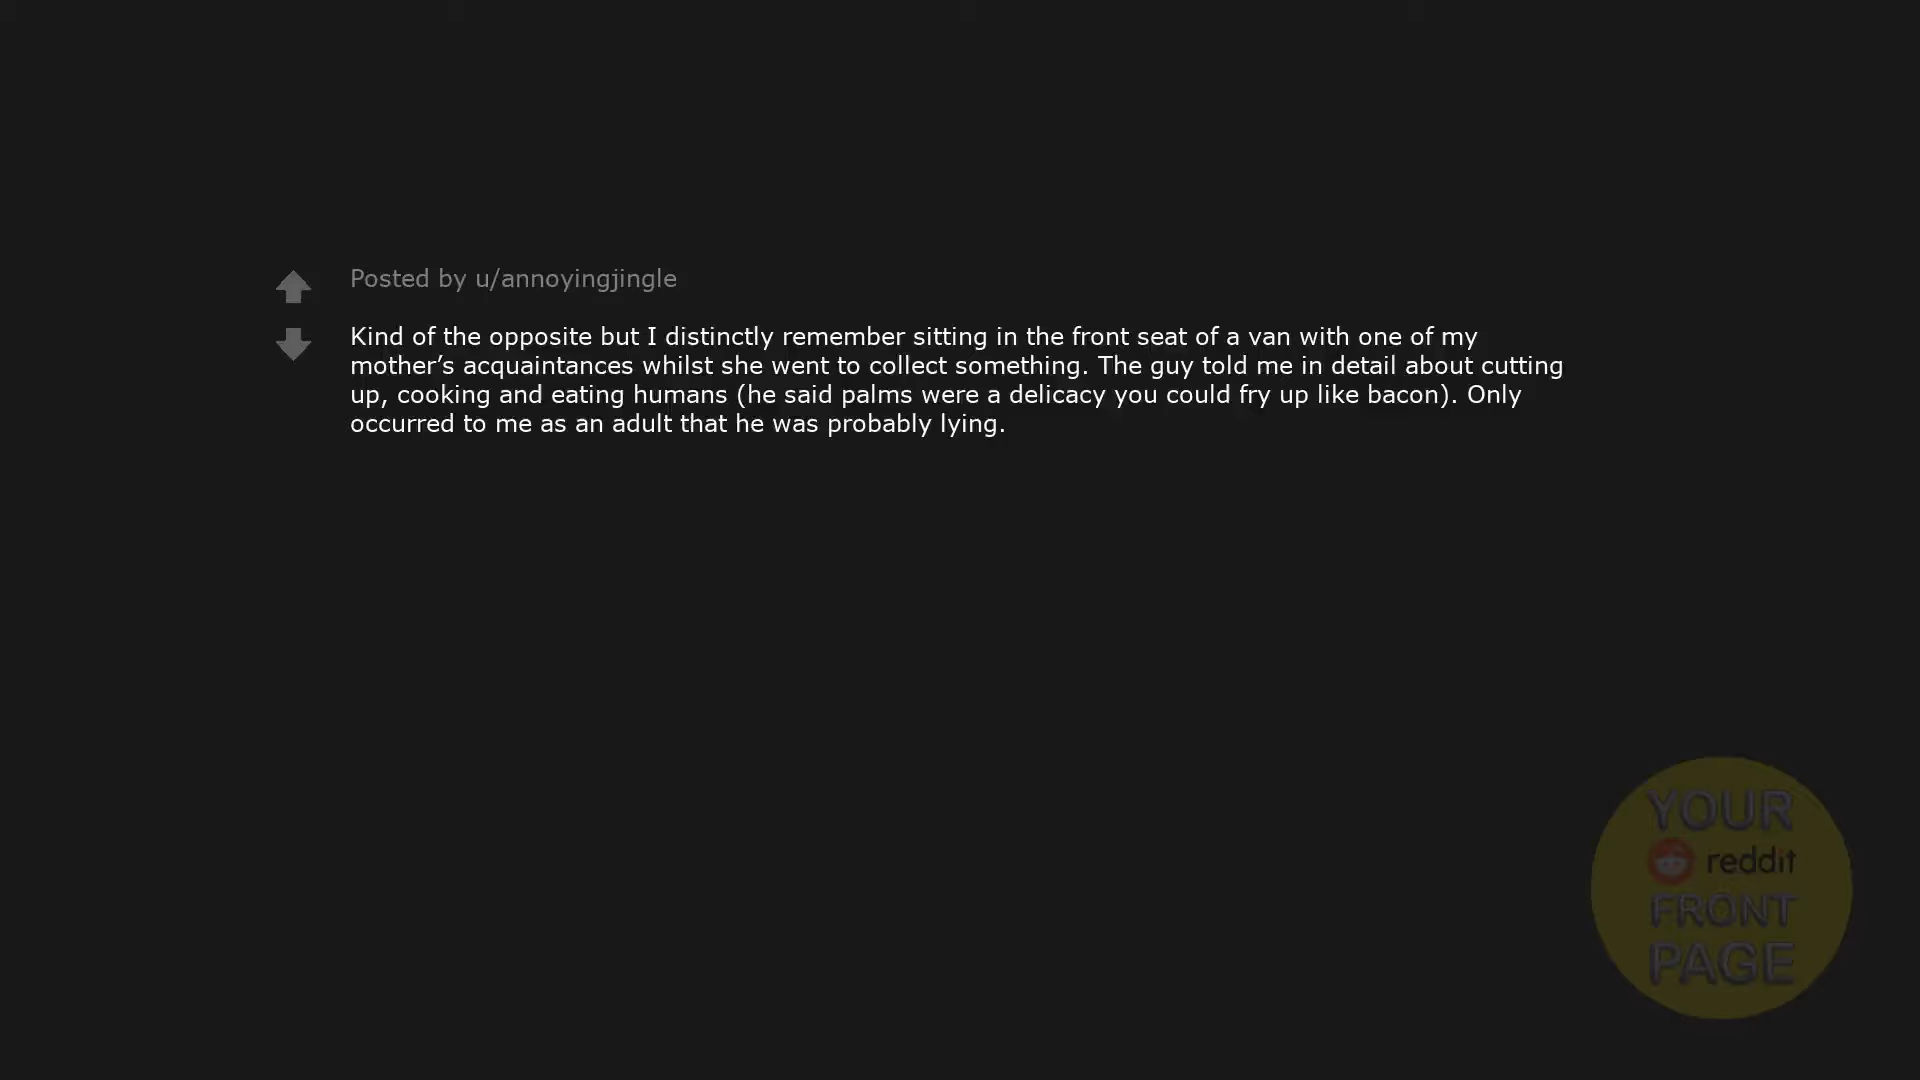 Posted by u/annoyingjingle
Kind of the opposite but I distinctly remember sitting in the front seat of a van with one of my
mother’s acquaintances whilst she went to collect something. The guy told me in detail about cutting
up, cooking and eating humans (he said palms were a delicacy you could fry up like bacon). Only
occurred to me as an adult that he was probably lying.
YOUR
reddit
FRONT
PAGE